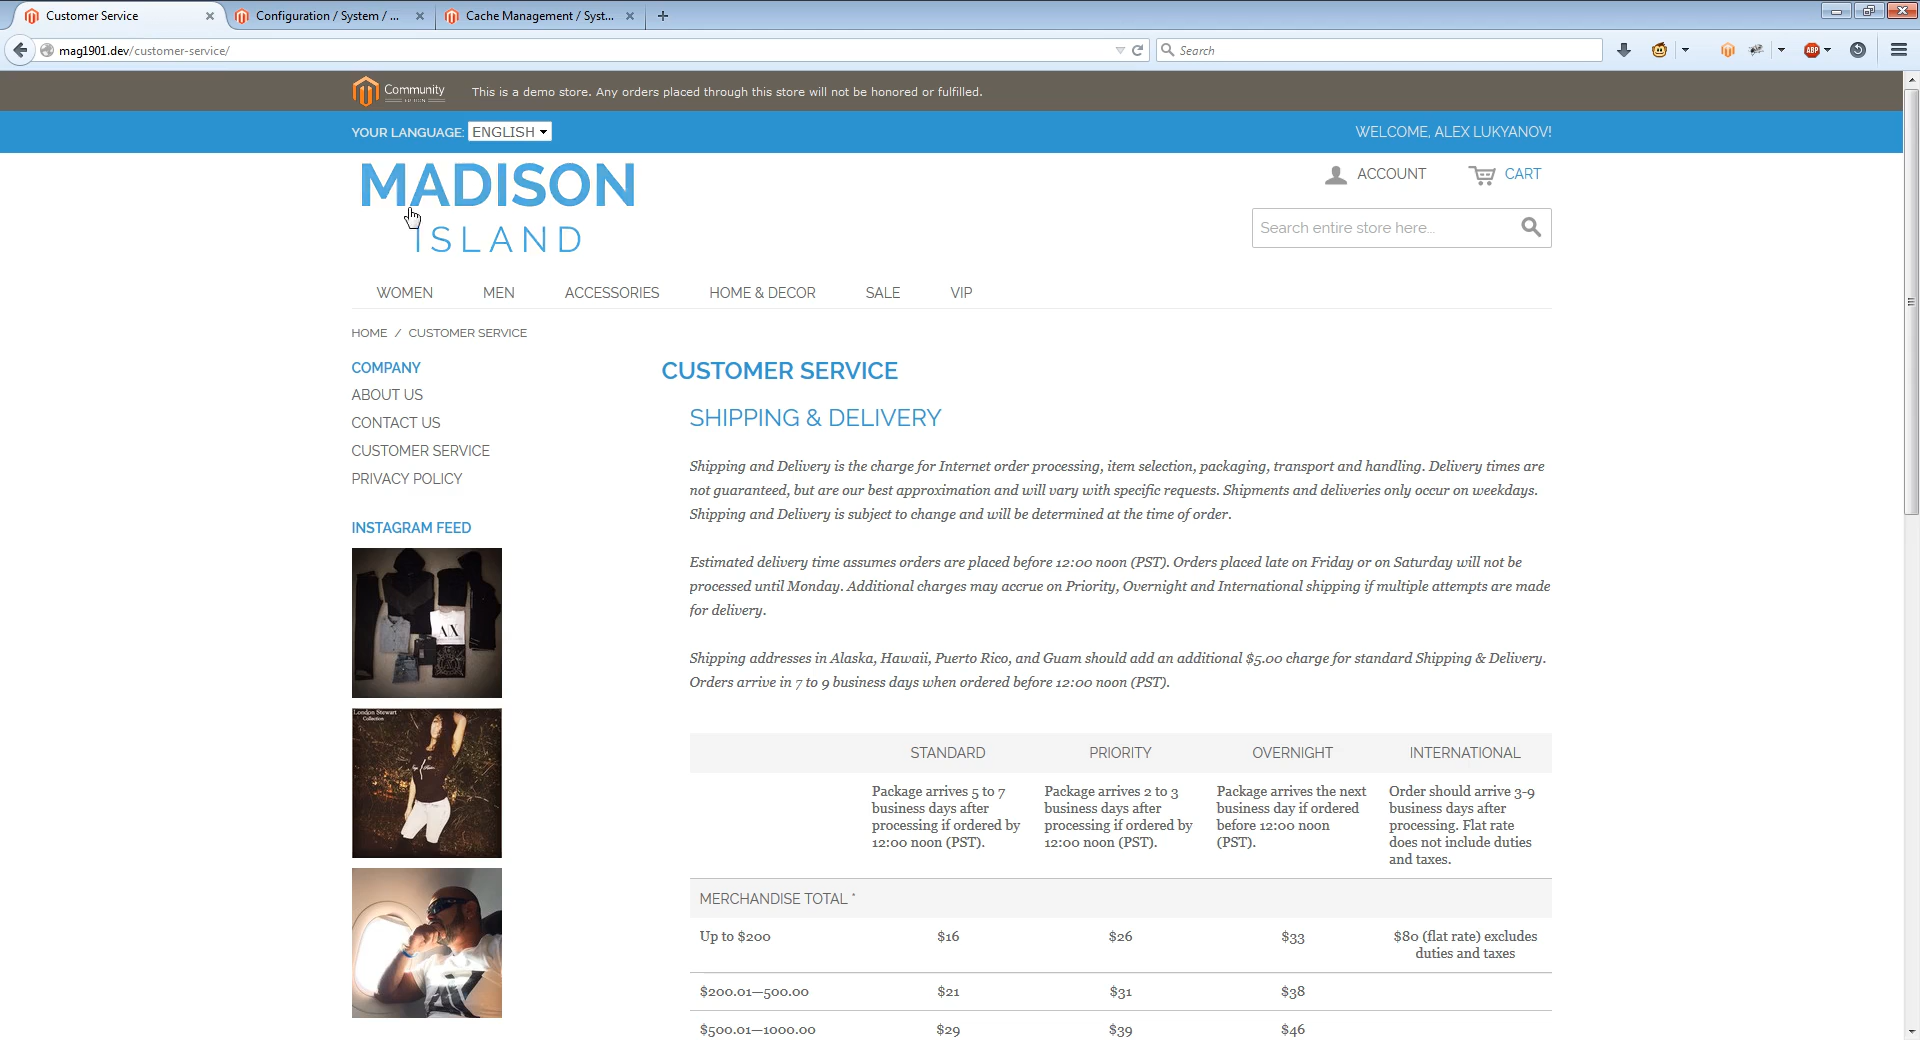 Customer Service
Configuration / System / ...
Cache Management / Syst...
mag1901.dev/customer-service/
Search
ABP
Community
This is a demo store. Any orders placed through this store will not be honored or fulfilled.
YOUR LANGUAGE: ENGLISH
WELCOME, ALEX LUKYANOV!
MADISON
ISLAND
ACCOUNT
CART
Search entire store here...
WOMEN MEN ACCESSORIES HOME & DECOR SALE VIP
HOME / CUSTOMER SERVICE
COMPANY
ABOUT US
CONTACT US
CUSTOMER SERVICE
PRIVACY POLICY
INSTAGRAM FEED
A|X
London Stewart
Collection
CUSTOMER SERVICE
SHIPPING & DELIVERY
Shipping and Delivery is the charge for Internet order processing, item selection, packaging, transport and handling. Delivery times are
not guaranteed, but are our best approximation and will vary with specific requests. Shipments and deliveries only occur on weekdays.
Shipping and Delivery is subject to change and will be determined at the time of order.
Estimated delivery time assumes orders are placed before 12:00 noon (PST). Orders placed late on Friday or on Saturday will not be
processed until Monday. Additional charges may accrue on Priority, Overnight and International shipping if multiple attempts are made
for delivery.
Shipping addresses in Alaska, Hawaii, Puerto Rico, and Guam should add an additional $5.00 charge for standard Shipping & Delivery.
Orders arrive in 7 to 9 business days when ordered before 12:00 noon (PST).
STANDARD PRIORITY OVERNIGHT INTERNATIONAL
Package arrives 5 to 7
business days after
processing if ordered by
12:00 noon (PST).
Package arrives 2 to 3
business days after
processing if ordered by
12:00 noon (PST).
Package arrives the next
business day if ordered
before 12:00 noon
(PST).
Order should arrive 3-9
business days after
processing. Flat rate
does not include duties
and taxes.
MERCHANDISE TOTAL *
Up to $200 $16 $26 $33 $80 (flat rate) excludes
duties and taxes
$200.01—500.00 $21 $31 $38
$500.01—1000.00 $29 $39 $46